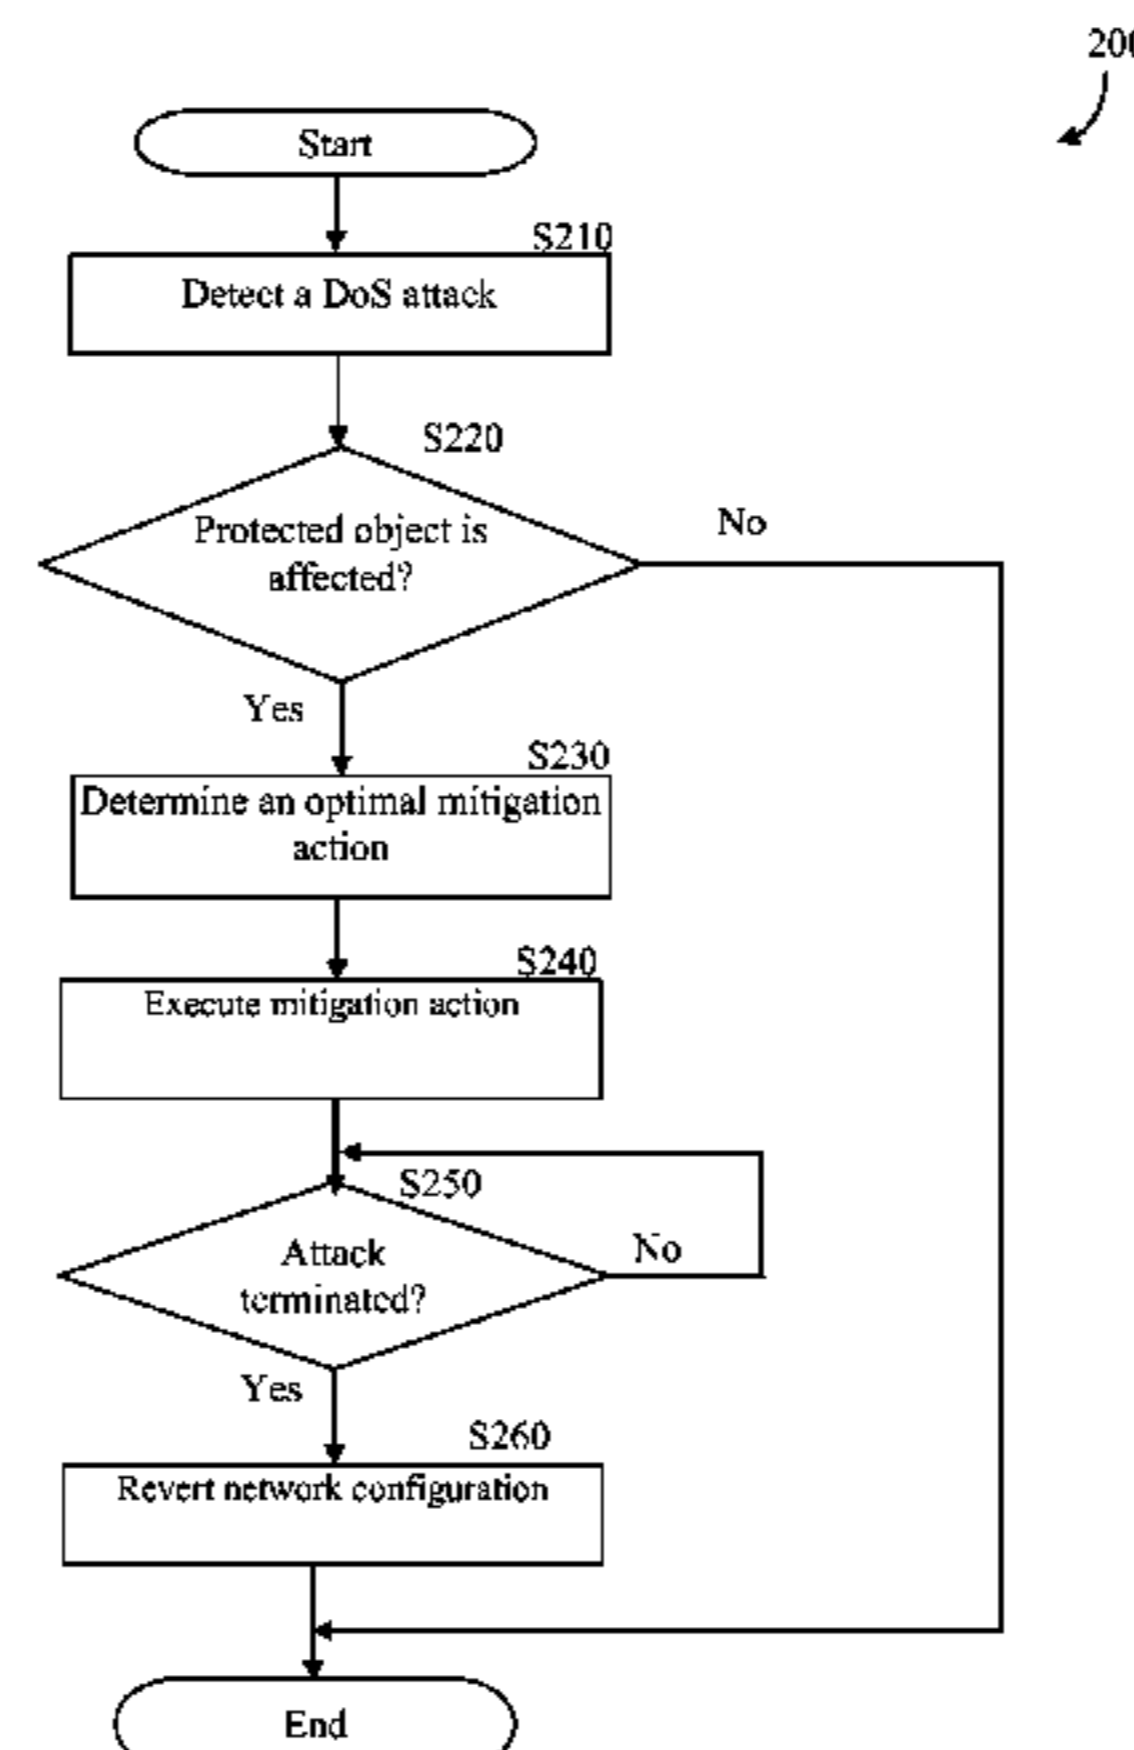 200
Start
S210
Detect a DoS attack
S220
Protected object is
affected?
No
Yes
S230
Determine an optimal mitigation
action
S240
Execute mitigation action
S250
Attack
terminated?
No
Yes
S260
Revert network configuration
End